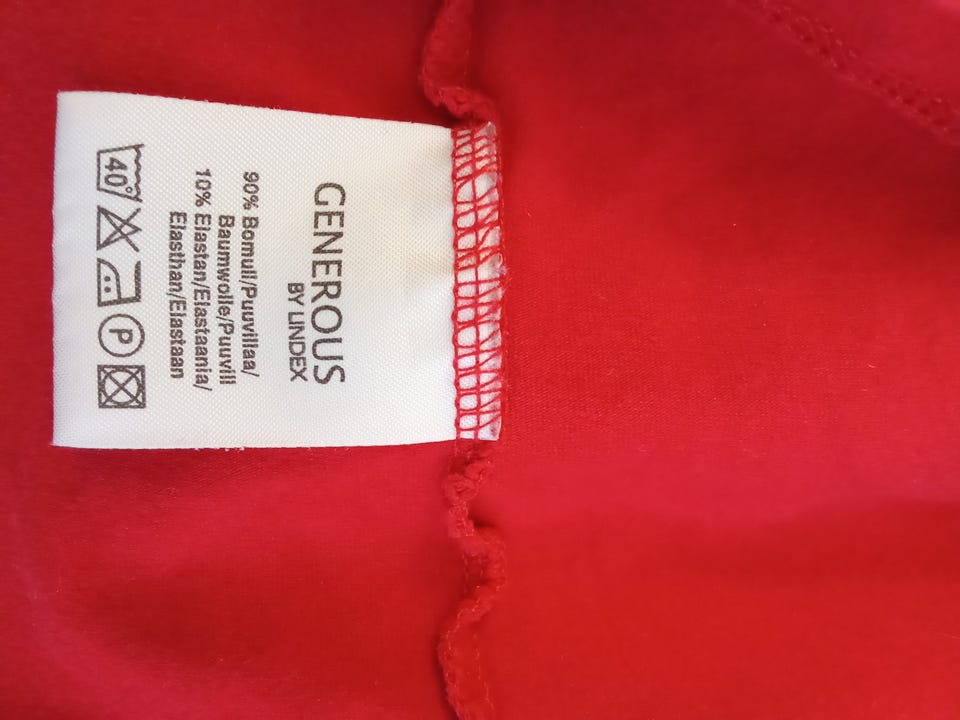 GENEROUS
BY LINDEX
90% Bomull/Puuvillaa/
Baumwolle/Puuvill
10% Elastan/Elastaania/
Elasthan/Elastaan
40° P